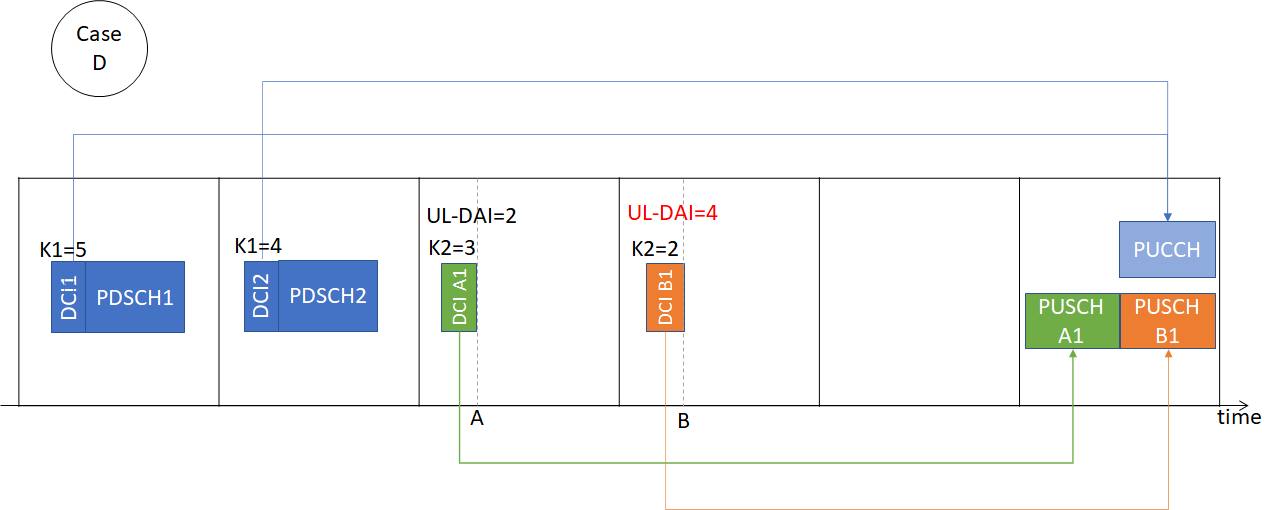 Case
D
UL-DAI=2
UL-DAI=4
K1=5
K1=4
K2=3
K2=2
DCI1
PDSCH1
DCI2
PDSCH2
DCI A1
DCI B1
PUCCH
PUSCH
A1
PUSCH
B1
A
B
time